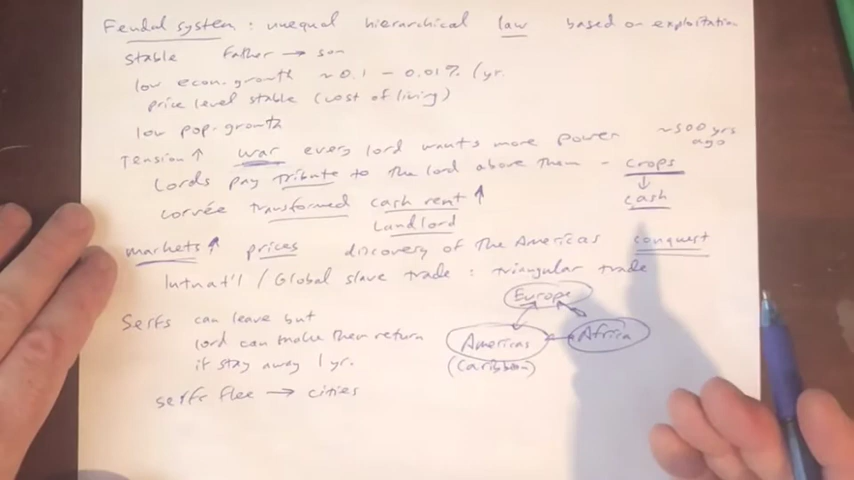 Feudal system : unequal hierarchical law based on exploitation
stable father → son
low econ. growth ~0.1 - 0.01% / yr.
price level stable (cost of living)
low pop. growth
Tension ↑ war every lord wants more power ~500 yrs ago
Lords pay tribute to the lord above them - crops
↓
corvée transformed cash rent ↑ cash
Landlord
markets ↑ prices discovery of the Americas conquest
Intnat'l / Global slave trade : triangular trade
Europe
Serfs can leave but
lord can make them return Americas Africa
if stay away 1 yr. (Caribbean)
serfs flee → cities